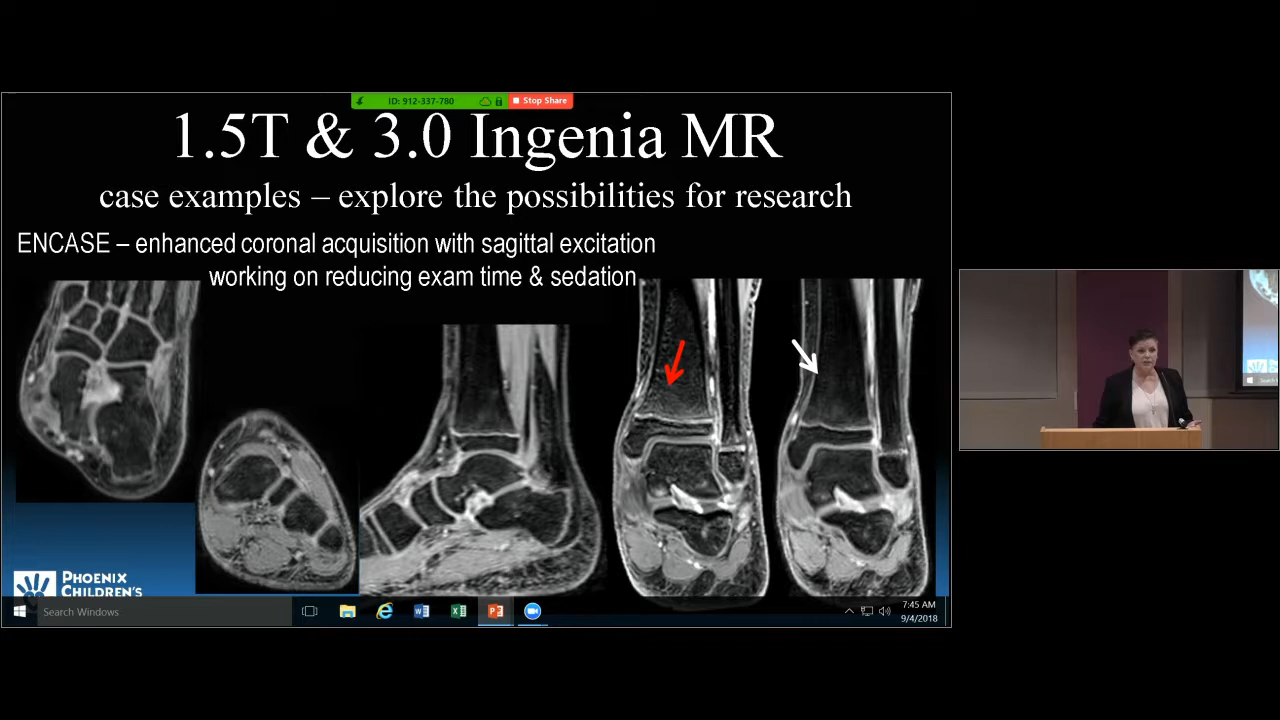 ID: 912-337-780
Stop Share
1.5T & 3.0 Ingenia MR
case examples – explore the possibilities for research
ENCASE – enhanced coronal acquisition with sagittal excitation
working on reducing exam time & sedation
PHOENIX
CHILDREN'S
Search Windows
7:45 AM
9/4/2018